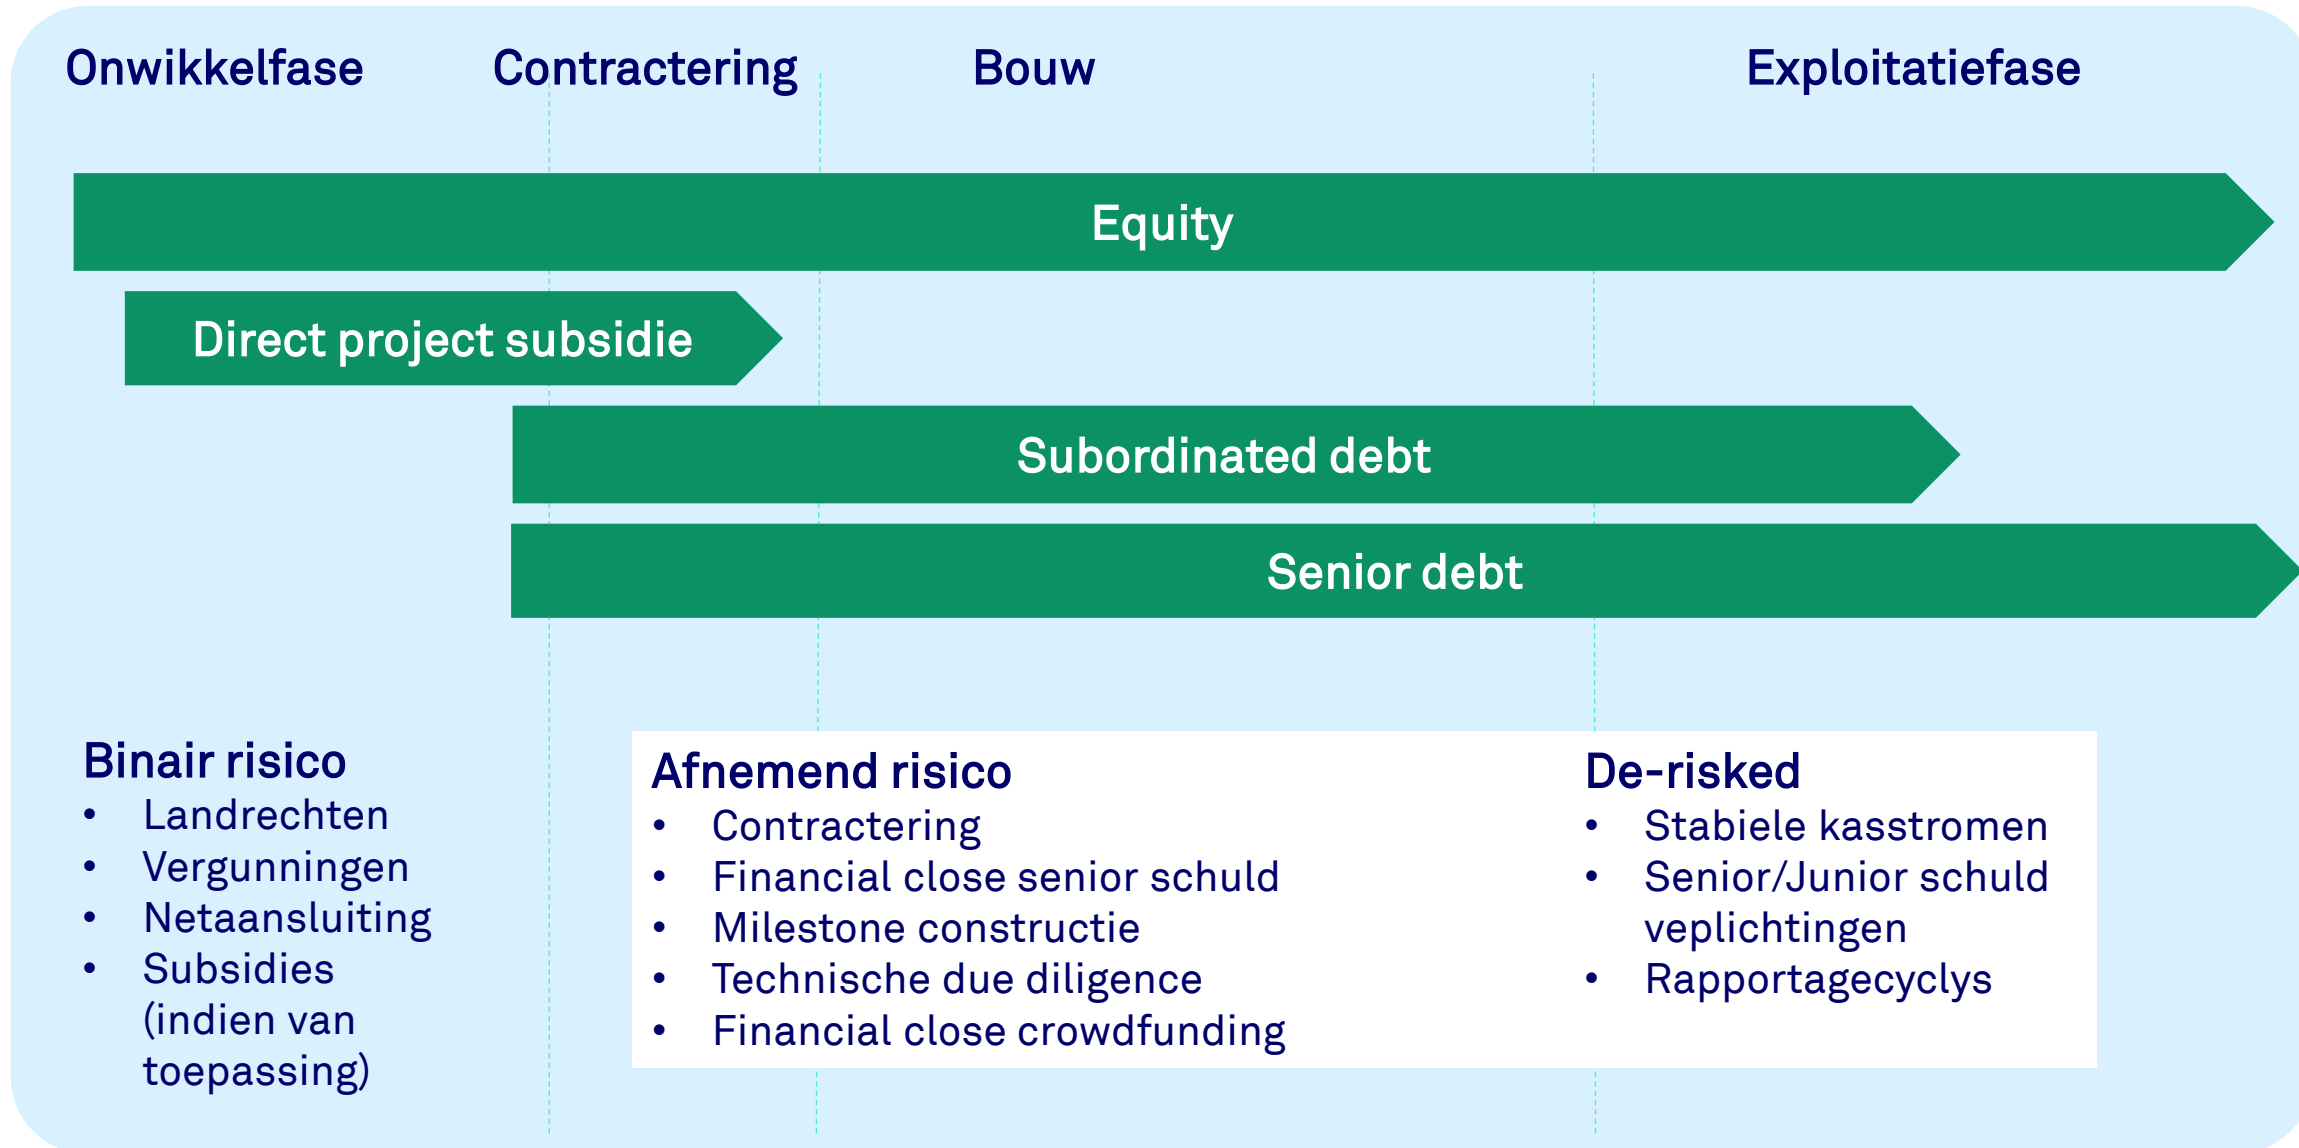 Onwikkelfase
Contractering
Bouw
Exploitatiefase
Equity
Direct project subsidie
Subordinated debt
Senior debt
Binair risico
• Landrechten
• Vergunningen
• Netaansluiting
• Subsidies
(indien van
toepassing)
Afnemend risico
• Contractering
• Financial close senior schuld
• Milestone constructie
• Technische due diligence
• Financial close crowdfunding
De-risked
• Stabiele kasstromen
• Senior/Junior schuld
veplichtingen
• Rapportagecyclys